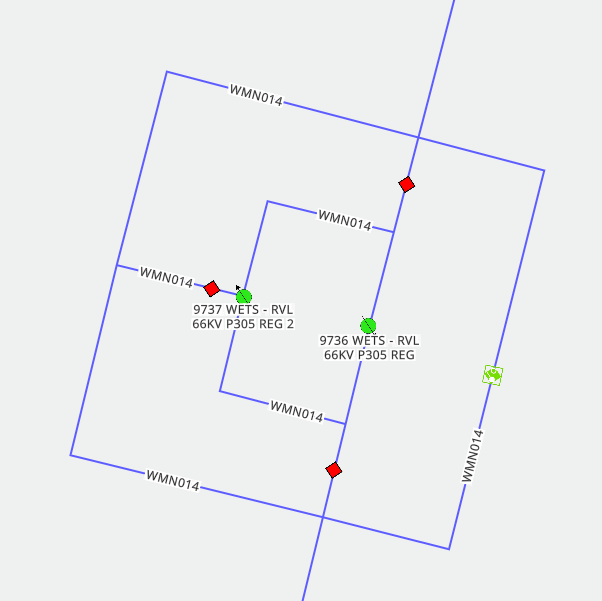 WMN014
WMN014
WMN014
9737 WETS - RVL
66KV P305 REG 2
9736 WETS - RVL
66KV P305 REG
WMN014
WMN014
WMN014